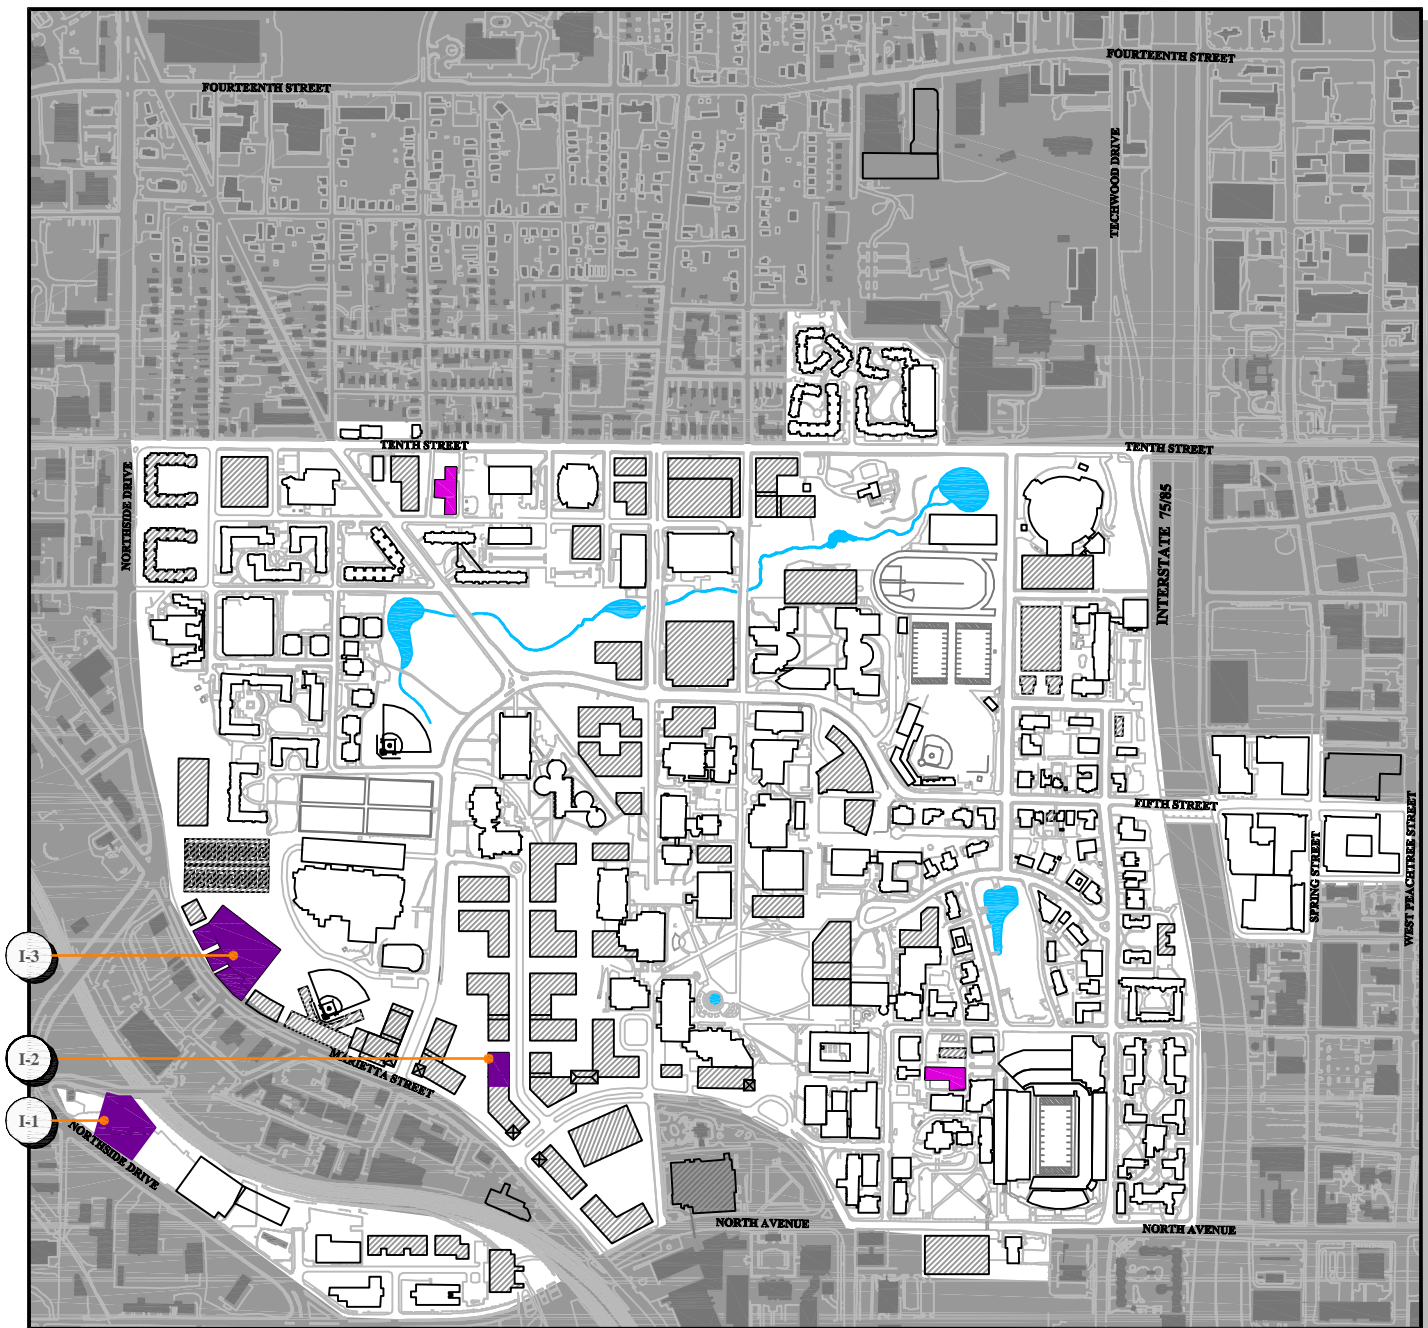 FOURTEENTH STREET
FOURTEENTH STREET
TECHWOOD DRIVE
TENTH STREET
TENTH STREET
NORTHSIDE DRIVE
INTERSTATE 75/85
FIFTH STREET
SPRING STREET
WEST PEACHTREE STREET
I-3
I-2
MARIETTA STREET
I-1
NORTHSIDE DRIVE
NORTH AVENUE
NORTH AVENUE